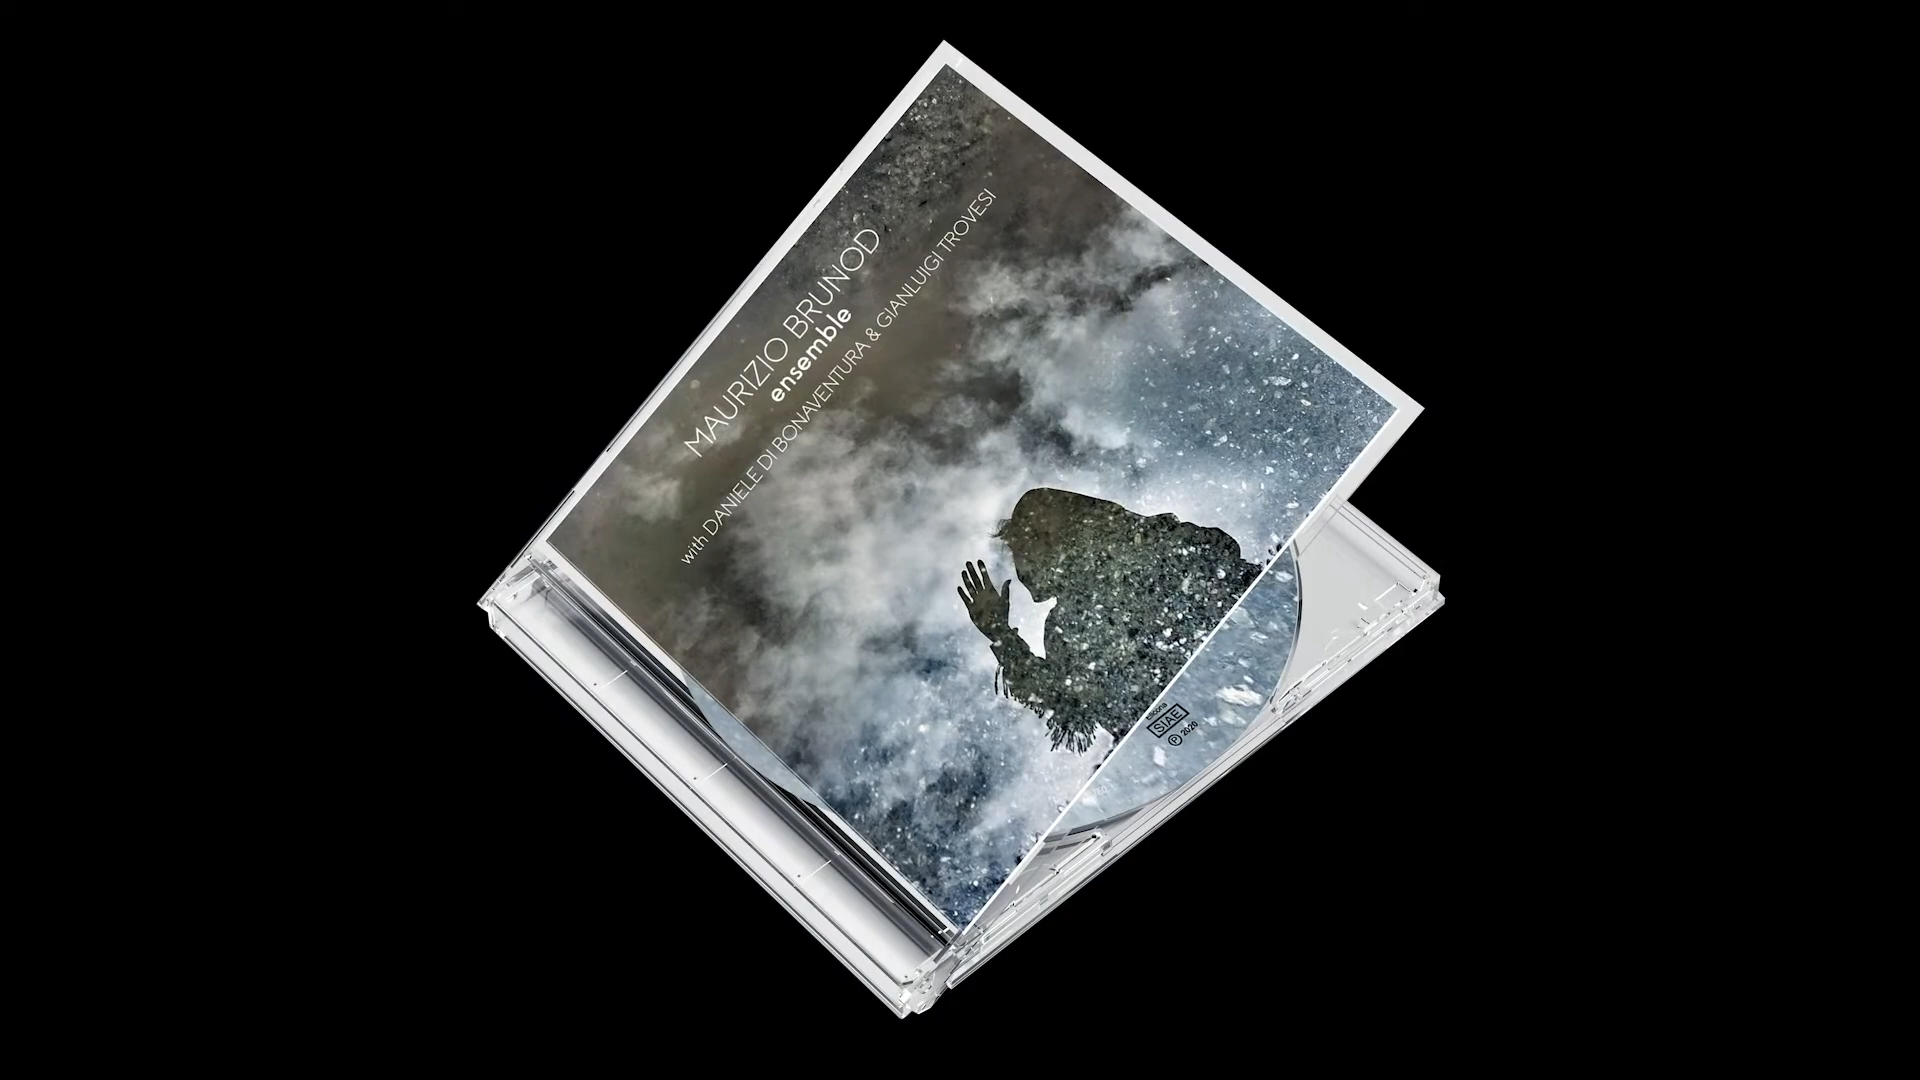 MAURIZIO BRUNOD
ensemble
with DANIELE DI BONAVENTURA & GIANLUIGI TROVESI
SIAE
℗ 2020